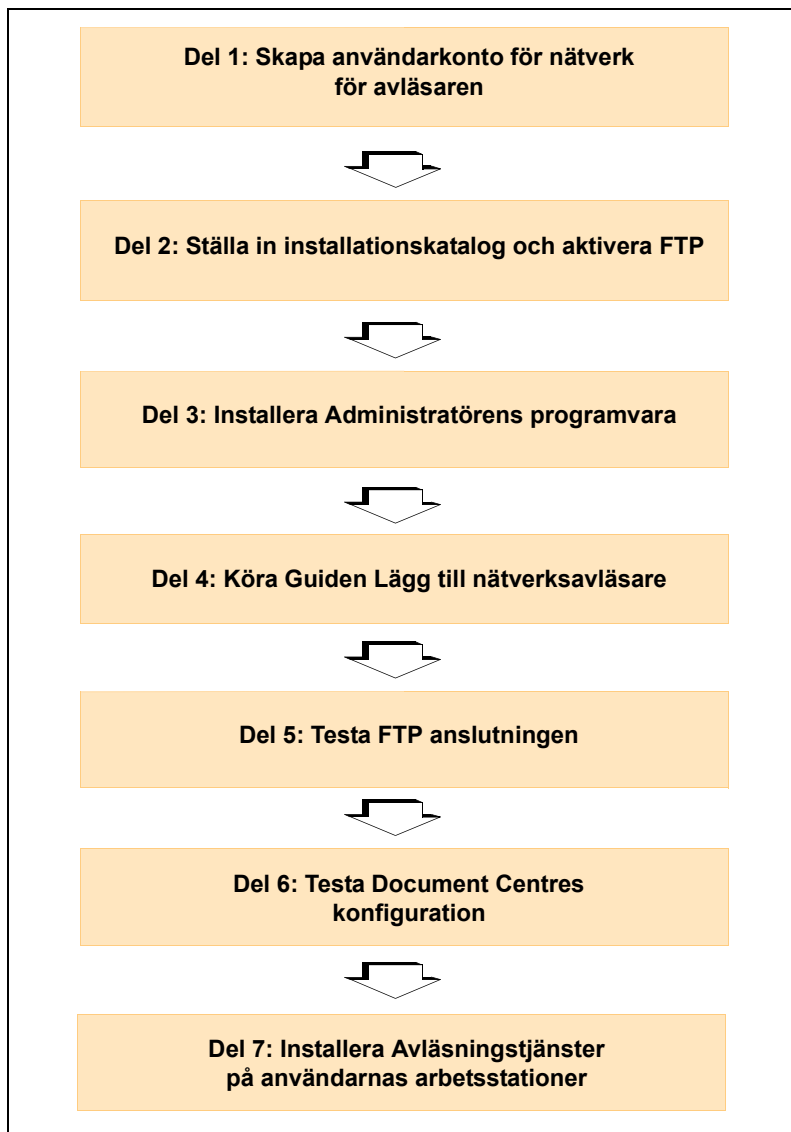 Del 1: Skapa användarkonto för nätverk
för avläsaren
Del 2: Ställa in installationskatalog och aktivera FTP
Del 3: Installera Administratörens programvara
Del 4: Köra Guiden Lägg till nätverksavläsare
Del 5: Testa FTP anslutningen
Del 6: Testa Document Centres
konfiguration
Del 7: Installera Avläsningstjänster
på användarnas arbetsstationer